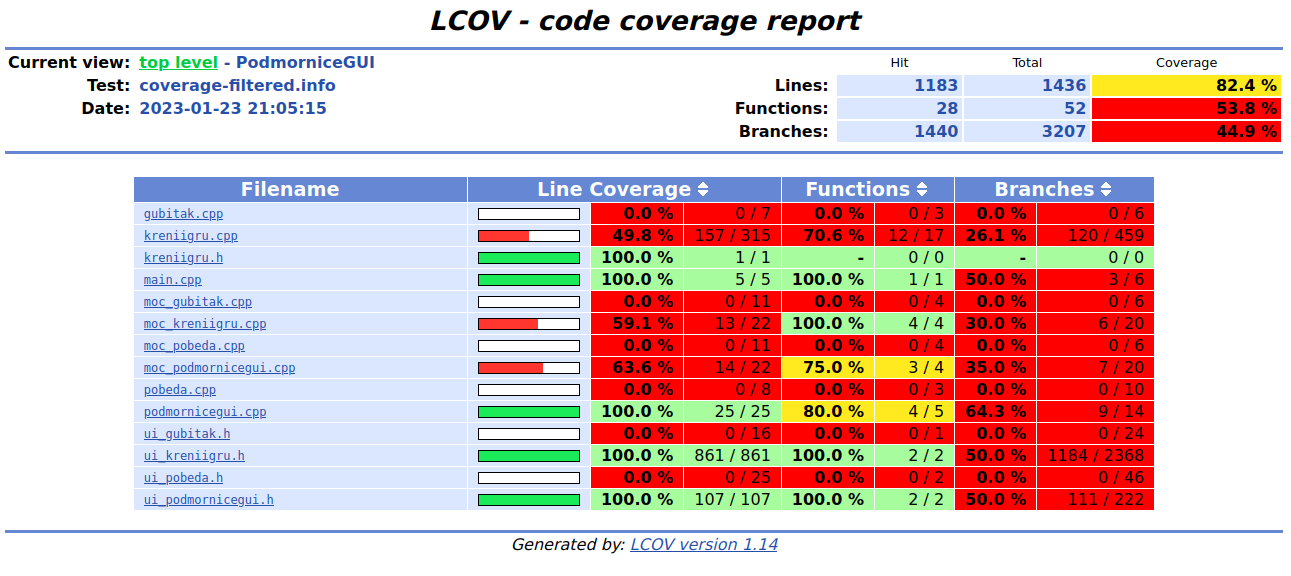 LCOV - code coverage report
Current view: top level - PodmorniceGUI Hit Total Coverage
Test: coverage-filtered.info Lines: 1183 1436 82.4 %
Date: 2023-01-23 21:05:15 Functions: 28 52 53.8 %
Branches: 1440 3207 44.9 %
Filename Line Coverage Functions Branches
gubitak.cpp 0.0 % 0 / 7 0.0 % 0 / 3 0.0 % 0 / 6
kreniigru.cpp 49.8 % 157 / 315 70.6 % 12 / 17 26.1 % 120 / 459
kreniigru.h 100.0 % 1 / 1 - 0 / 0 - 0 / 0
main.cpp 100.0 % 5 / 5 100.0 % 1 / 1 50.0 % 3 / 6
moc_gubitak.cpp 0.0 % 0 / 11 0.0 % 0 / 4 0.0 % 0 / 6
moc_kreniigru.cpp 59.1 % 13 / 22 100.0 % 4 / 4 30.0 % 6 / 20
moc_pobeda.cpp 0.0 % 0 / 11 0.0 % 0 / 4 0.0 % 0 / 6
moc_podmornicegui.cpp 63.6 % 14 / 22 75.0 % 3 / 4 35.0 % 7 / 20
pobeda.cpp 0.0 % 0 / 8 0.0 % 0 / 3 0.0 % 0 / 10
podmornicegui.cpp 100.0 % 25 / 25 80.0 % 4 / 5 64.3 % 9 / 14
ui_gubitak.h 0.0 % 0 / 16 0.0 % 0 / 1 0.0 % 0 / 24
ui_kreniigru.h 100.0 % 861 / 861 100.0 % 2 / 2 50.0 % 1184 / 2368
ui_pobeda.h 0.0 % 0 / 25 0.0 % 0 / 2 0.0 % 0 / 46
ui_podmornicegui.h 100.0 % 107 / 107 100.0 % 2 / 2 50.0 % 111 / 222
Generated by: LCOV version 1.14